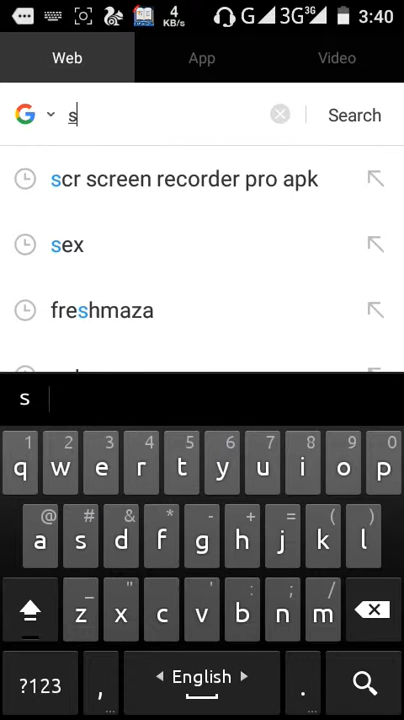 4 KB/s G 3G 3G 3:40
Web App Video
G s Search
scr screen recorder pro apk
sex
freshmaza
s
1 2 3 4 5 6 7 8 9 0
q w e r t y u i o p
@ # & * - + = ( )
a s d f g h j k l
_ " ' : ; /
z x c v b n m
?123 , English . ...